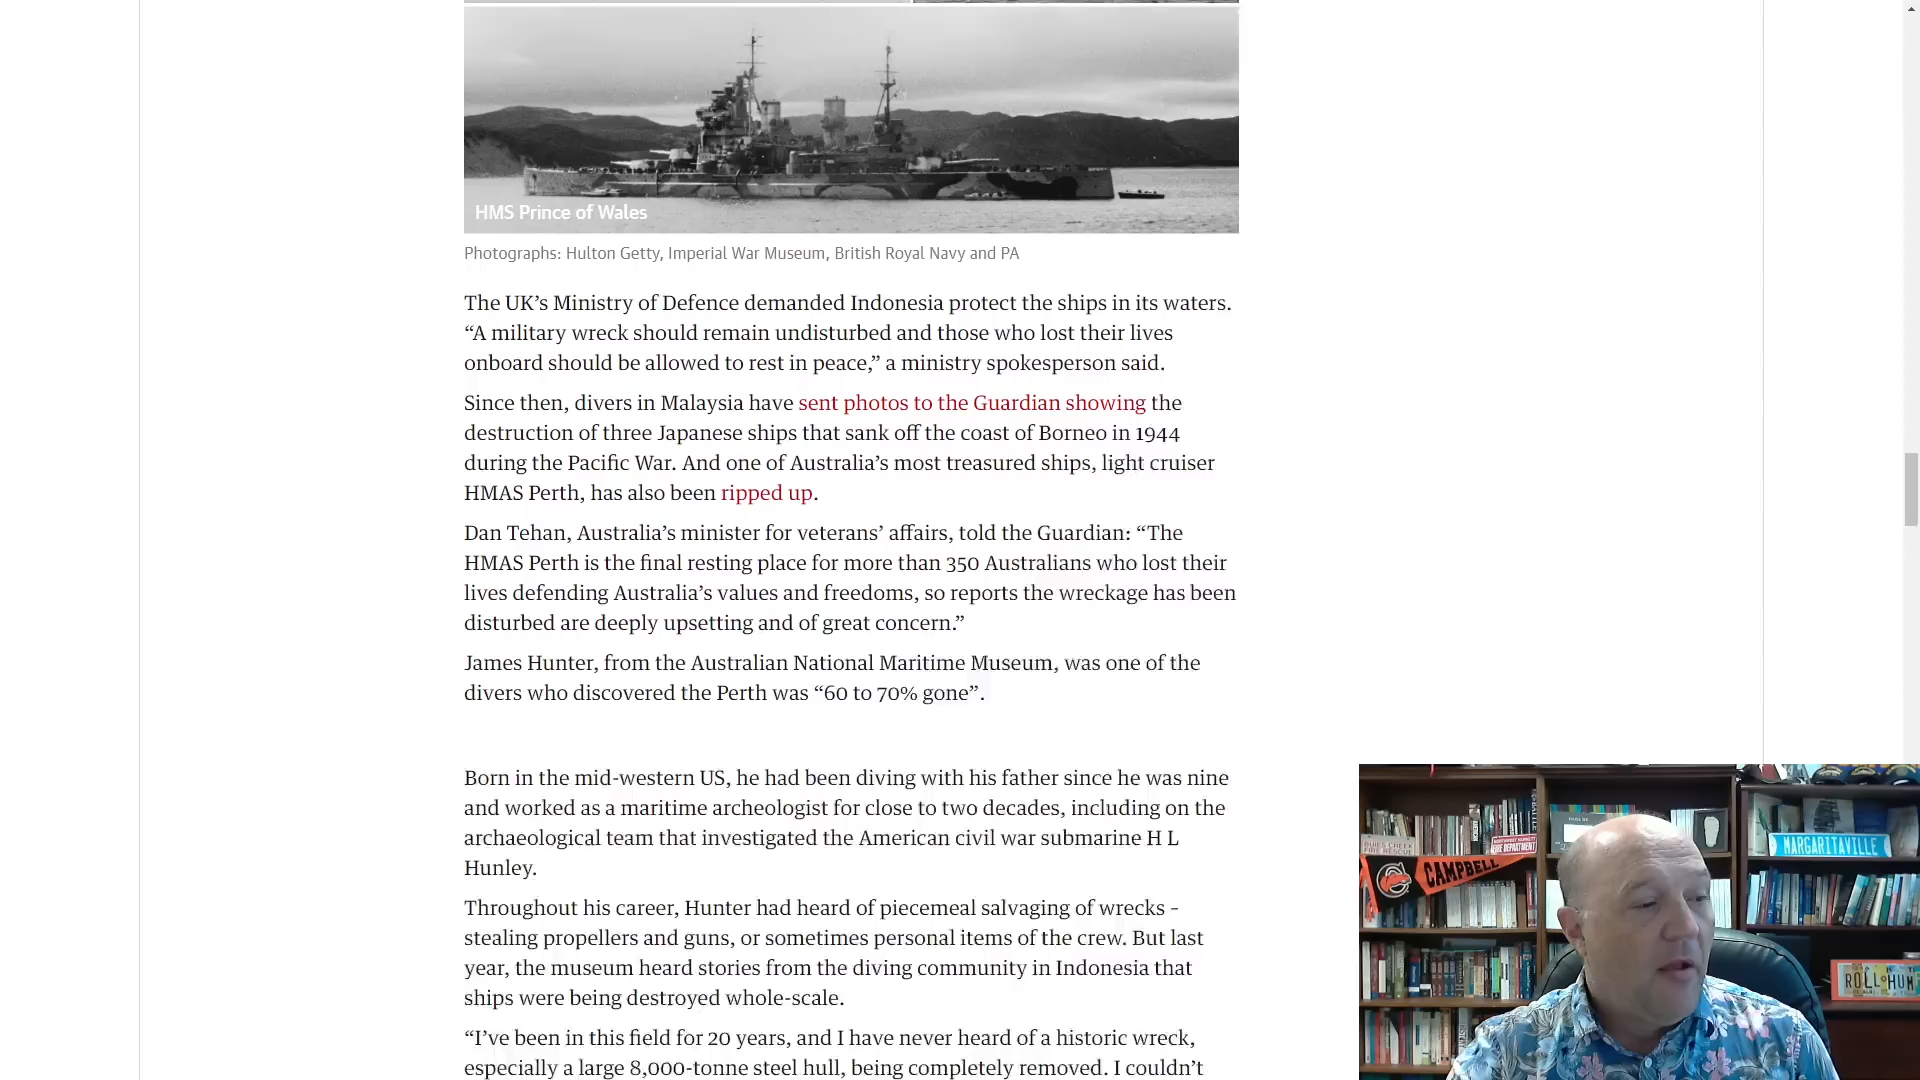 HMS Prince of Wales
Photographs: Hulton Getty, Imperial War Museum, British Royal Navy and PA
The UK’s Ministry of Defence demanded Indonesia protect the ships in its waters.
“A military wreck should remain undisturbed and those who lost their lives
onboard should be allowed to rest in peace,” a ministry spokesperson said.
Since then, divers in Malaysia have sent photos to the Guardian showing the
destruction of three Japanese ships that sank off the coast of Borneo in 1944
during the Pacific War. And one of Australia’s most treasured ships, light cruiser
HMAS Perth, has also been ripped up.
Dan Tehan, Australia’s minister for veterans’ affairs, told the Guardian: “The
HMAS Perth is the final resting place for more than 350 Australians who lost their
lives defending Australia’s values and freedoms, so reports the wreckage has been
disturbed are deeply upsetting and of great concern.”
James Hunter, from the Australian National Maritime Museum, was one of the
divers who discovered the Perth was “60 to 70% gone”.
Born in the mid-western US, he had been diving with his father since he was nine
and worked as a maritime archeologist for close to two decades, including on the
archaeological team that investigated the American civil war submarine H L
Hunley.
Throughout his career, Hunter had heard of piecemeal salvaging of wrecks –
stealing propellers and guns, or sometimes personal items of the crew. But last
year, the museum heard stories from the diving community in Indonesia that
ships were being destroyed whole-scale.
“I’ve been in this field for 20 years, and I have never heard of a historic wreck,
especially a large 8,000-tonne steel hull, being completely removed. I couldn’t
BUIES CREEK
FIRE RESCUE
FIRE DEPARTMENT
CAMPBELL
MARGARITAVILLE
ROLL HUM